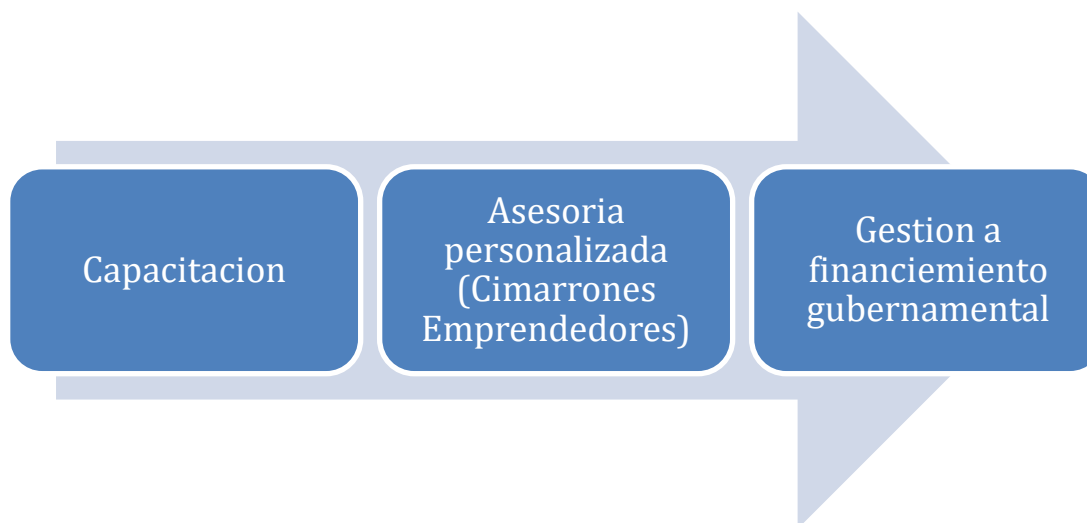 Capacitacion
Asesoria
personalizada
(Cimarrones
Emprendedores)
Gestion a
financiemiento
gubernamental